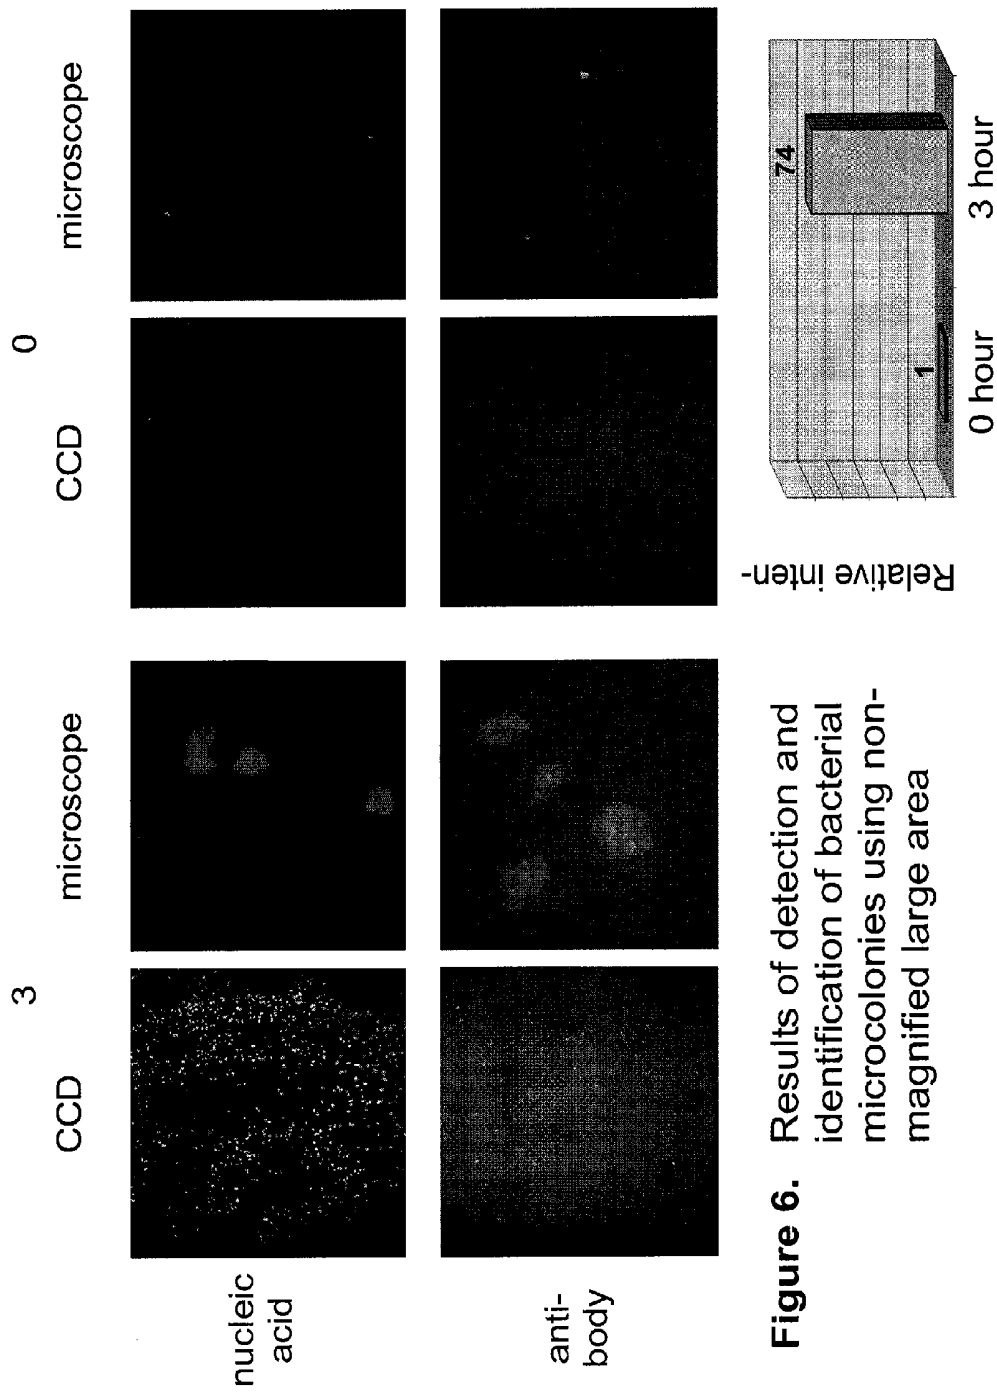 3
0
CCD
microscope
CCD
microscope
nucleic
acid
anti-
body
Figure 6. Results of detection and
identification of bacterial
microcolonies using non-
magnified large area
Relative inten-
1
74
0 hour
3 hour